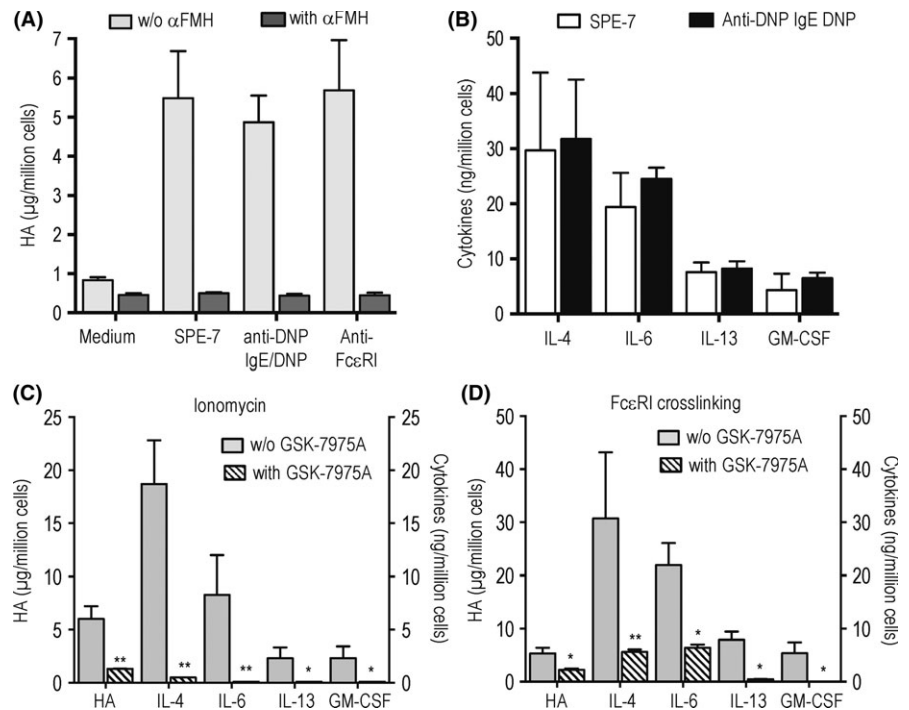 (A)
w/o αFMH
with αFMH
HA (µg/million cells)
7
6
5
4
3
2
1
0
Medium
SPE-7
anti-DNP
IgE/DNP
Anti-
FcεRI
(B)
SPE-7
Anti-DNP IgE DNP
Cytokines (ng/million cells)
50
40
30
20
10
0
IL-4
IL-6
IL-13
GM-CSF
(C)
Ionomycin
w/o GSK-7975A
with GSK-7975A
HA (µg/million cells)
25
20
15
10
5
0
**
**
**
*
*
HA
IL-4
IL-6
IL-13
GM-CSF
25
20
15
10
5
0
Cytokines (ng/million cells)
(D)
FcεRI crosslinking
w/o GSK-7975A
with GSK-7975A
HA (µg/million cells)
50
40
30
20
10
0
*
**
*
*
*
HA
IL-4
IL-6
IL-13
GM-CSF
50
40
30
20
10
0
Cytokines (ng/million cells)